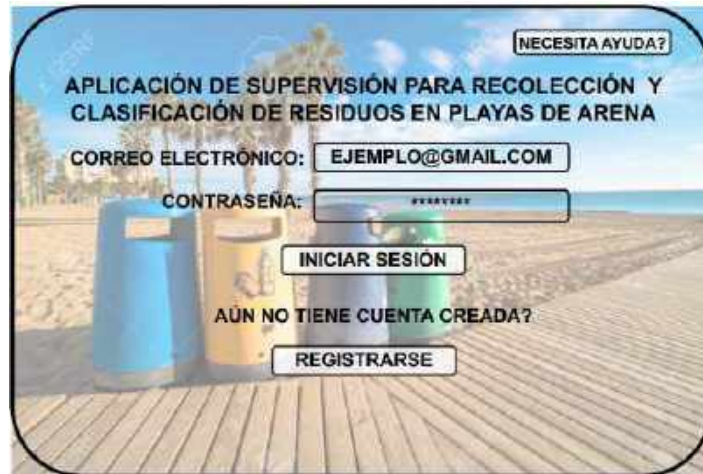 NECESITA AYUDA?
APLICACIÓN DE SUPERVISIÓN PARA RECOLECCIÓN Y
CLASIFICACIÓN DE RESIDUOS EN PLAYAS DE ARENA
CORREO ELECTRÓNICO: EJEMPLO@GMAIL.COM
CONTRASEÑA: ********
INICIAR SESIÓN
AÚN NO TIENE CUENTA CREADA?
REGISTRARSE